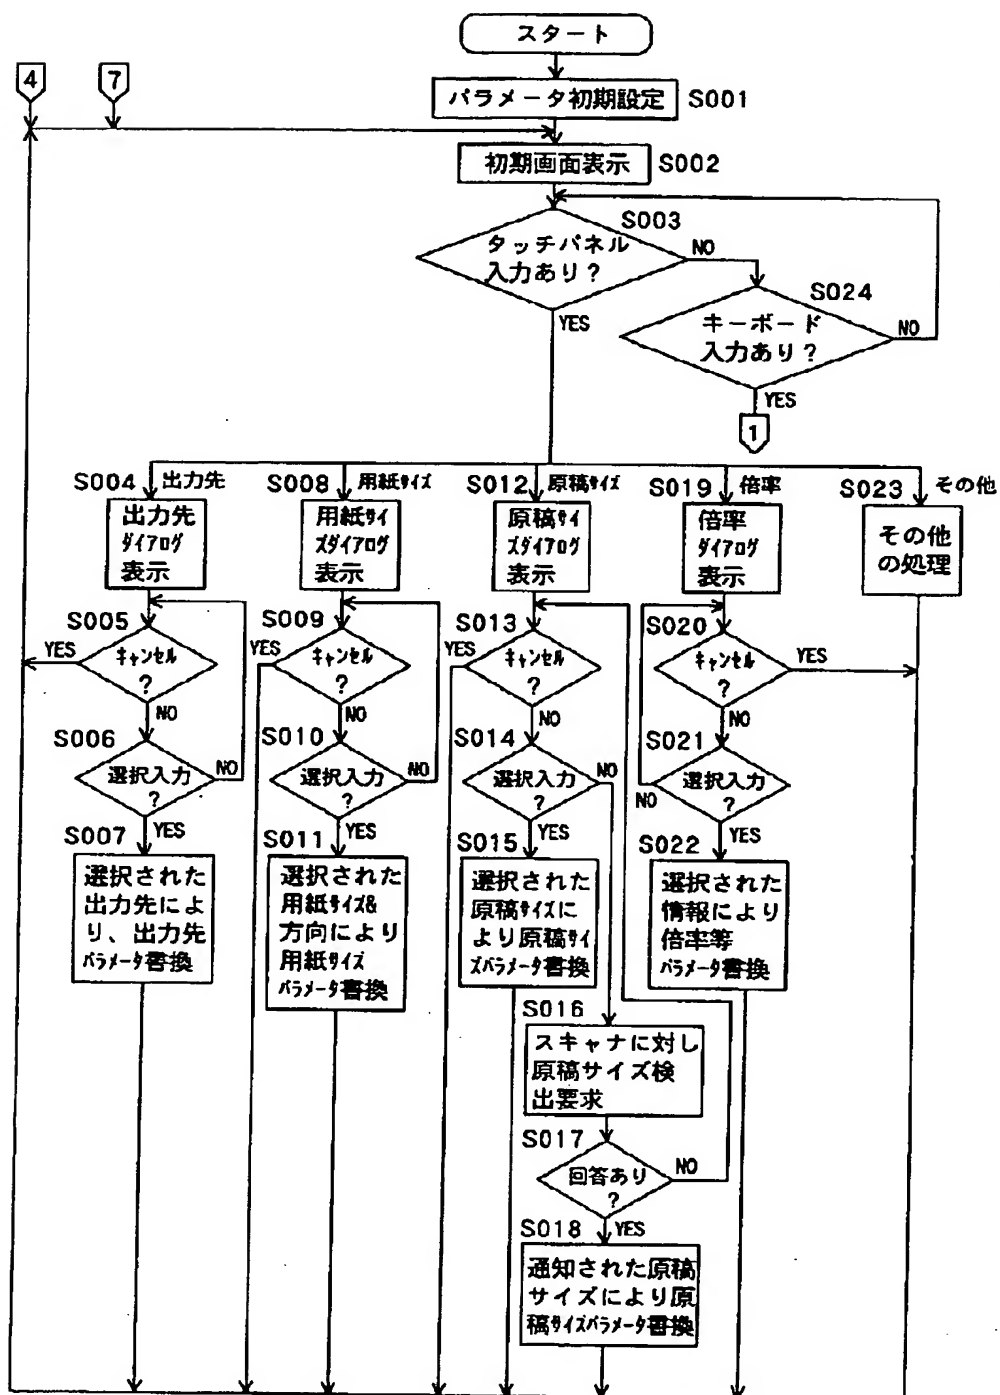 スタート
4
7
パラメータ初期設定 S001
初期画面表示 S002
S003
タッチパネル
入力あり?
NO
YES
S024
キーボード
入力あり?
NO
YES
1
S004 出力先
出力先
ダイアログ
表示
S005
キャンセル
?
YES
NO
S006
選択入力
?
NO
YES
S007
選択された
出力先によ
り、出力先
パラメータ書換
S008 用紙サイズ
用紙サイ
ズダイアログ
表示
S009
キャンセル
?
YES
NO
S010
選択入力
?
NO
YES
S011
選択された
用紙サイズ&
方向により
用紙サイズ
パラメータ書換
S012 原稿サイズ
原稿サイ
ズダイアログ
表示
S013
キャンセル
?
YES
NO
S014
選択入力
?
NO
YES
S015
選択された
原稿サイズに
より原稿サイ
ズパラメータ書換
S016
スキャナに対し
原稿サイズ検
出要求
S017
回答あり
?
NO
YES
S018
通知された原稿
サイズにより原
稿サイズパラメータ書換
S019 倍率
倍率
ダイアログ
表示
S020
キャンセル
?
YES
NO
S021
選択入力
?
NO
YES
S022
選択された
情報により
倍率等
パラメータ書換
S023 その他
その他
の処理